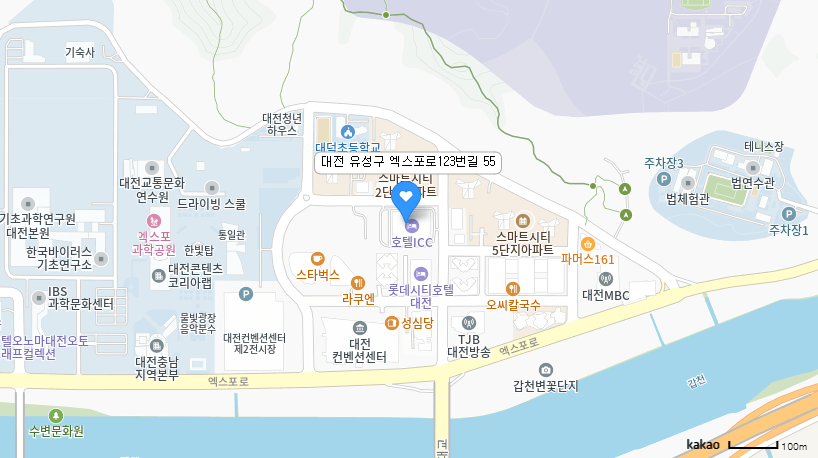 기숙사
대전청년
하우스
대덕초등학교
대전 유성구 엑스포로123번길 55
스마트시티
2단지아파트
테니스장
주차장3
법연수관
법체험관
주차장1
대전교통문화
연수원
드라이빙 스쿨
기초과학연구원
대전본원
엑스포
과학공원
통일관
한빛탑
한국바이러스
기초연구소
대전콘텐츠
코리아랩
호텔ICC
스마트시티
5단지아파트
파머스161
스타벅스
라쿠엔
롯데시티호텔
대전
오씨칼국수
대전MBC
IBS
과학문화센터
물빛광장
음악분수
대전컨벤션센터
제2전시장
성심당
대전
컨벤션센터
TJB
대전방송
텔오노마대전오토
래프컬렉션
대전충남
지역본부
엑스포로
엑스포로
갑천변꽃단지
갑천
수변문화원
kakao
100m